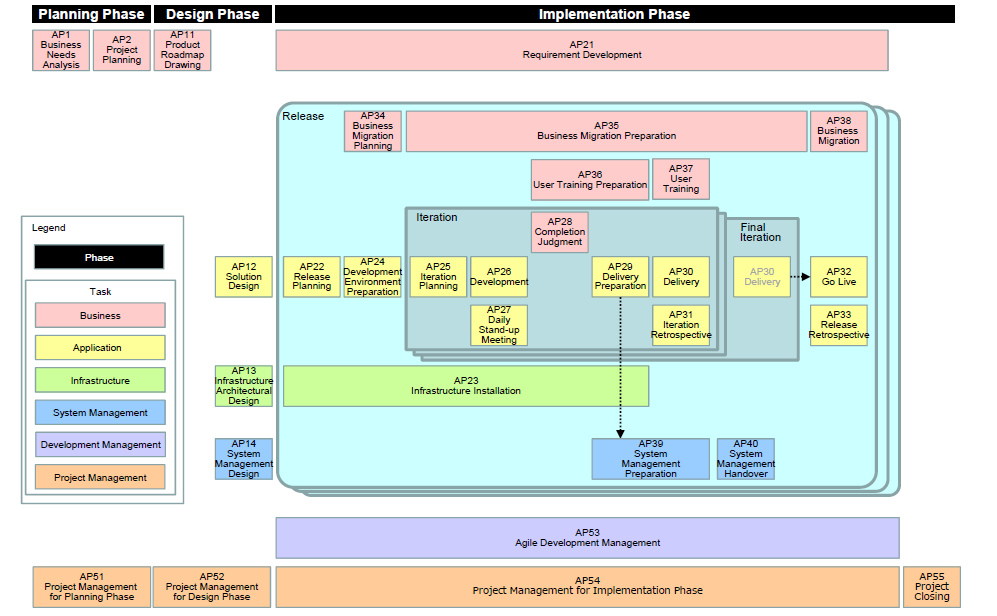 Planning Phase
Design Phase
Implementation Phase
AP1
Business
Needs
Analysis
AP2
Project
Planning
AP11
Product
Roadmap
Drawing
AP21
Requirement Development
Release
AP34
Business
Migration
Planning
AP35
Business Migration Preparation
AP38
Business
Migration
AP36
User Training Preparation
AP37
User
Training
Iteration
AP28
Completion
Judgment
Final
Iteration
AP12
Solution
Design
AP22
Release
Planning
AP24
Development
Environment
Preparation
AP25
Iteration
Planning
AP26
Development
AP29
Delivery
Preparation
AP30
Delivery
AP30
Delivery
AP32
Go Live
AP27
Daily
Stand-up
Meeting
AP31
Iteration
Retrospective
AP33
Release
Retrospective
AP13
Infrastructure
Architectural
Design
AP23
Infrastructure Installation
AP14
System
Management
Design
AP39
System
Management
Preparation
AP40
System
Management
Handover
Legend
Phase
Task
Business
Application
Infrastructure
System Management
Development Management
Project Management
AP53
Agile Development Management
AP51
Project Management
for Planning Phase
AP52
Project Management
for Design Phase
AP54
Project Management for Implementation Phase
AP55
Project
Closing